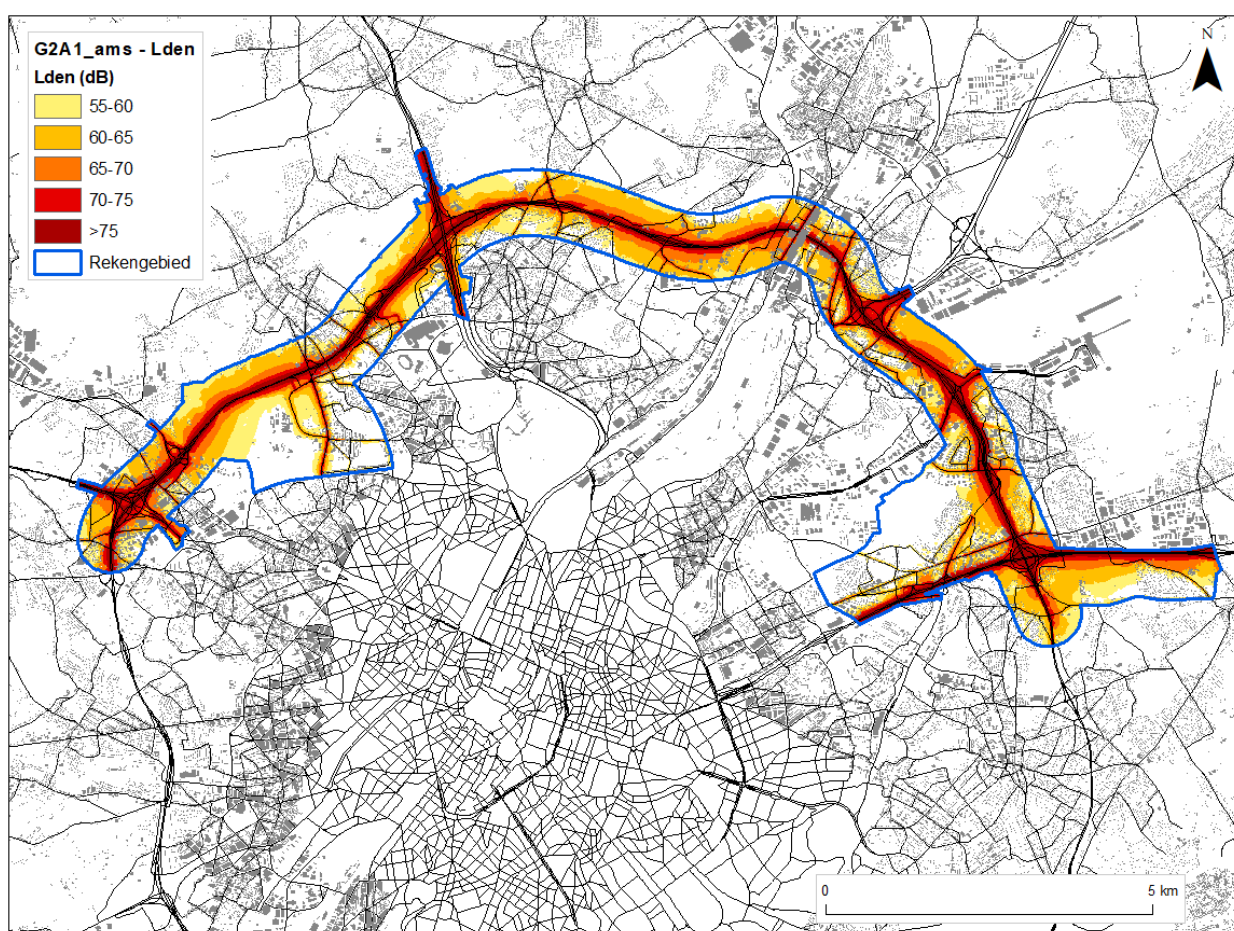 G2A1_ams - Lden
Lden (dB)
55-60
60-65
65-70
70-75
>75
Rekengebied
N
0
5 km